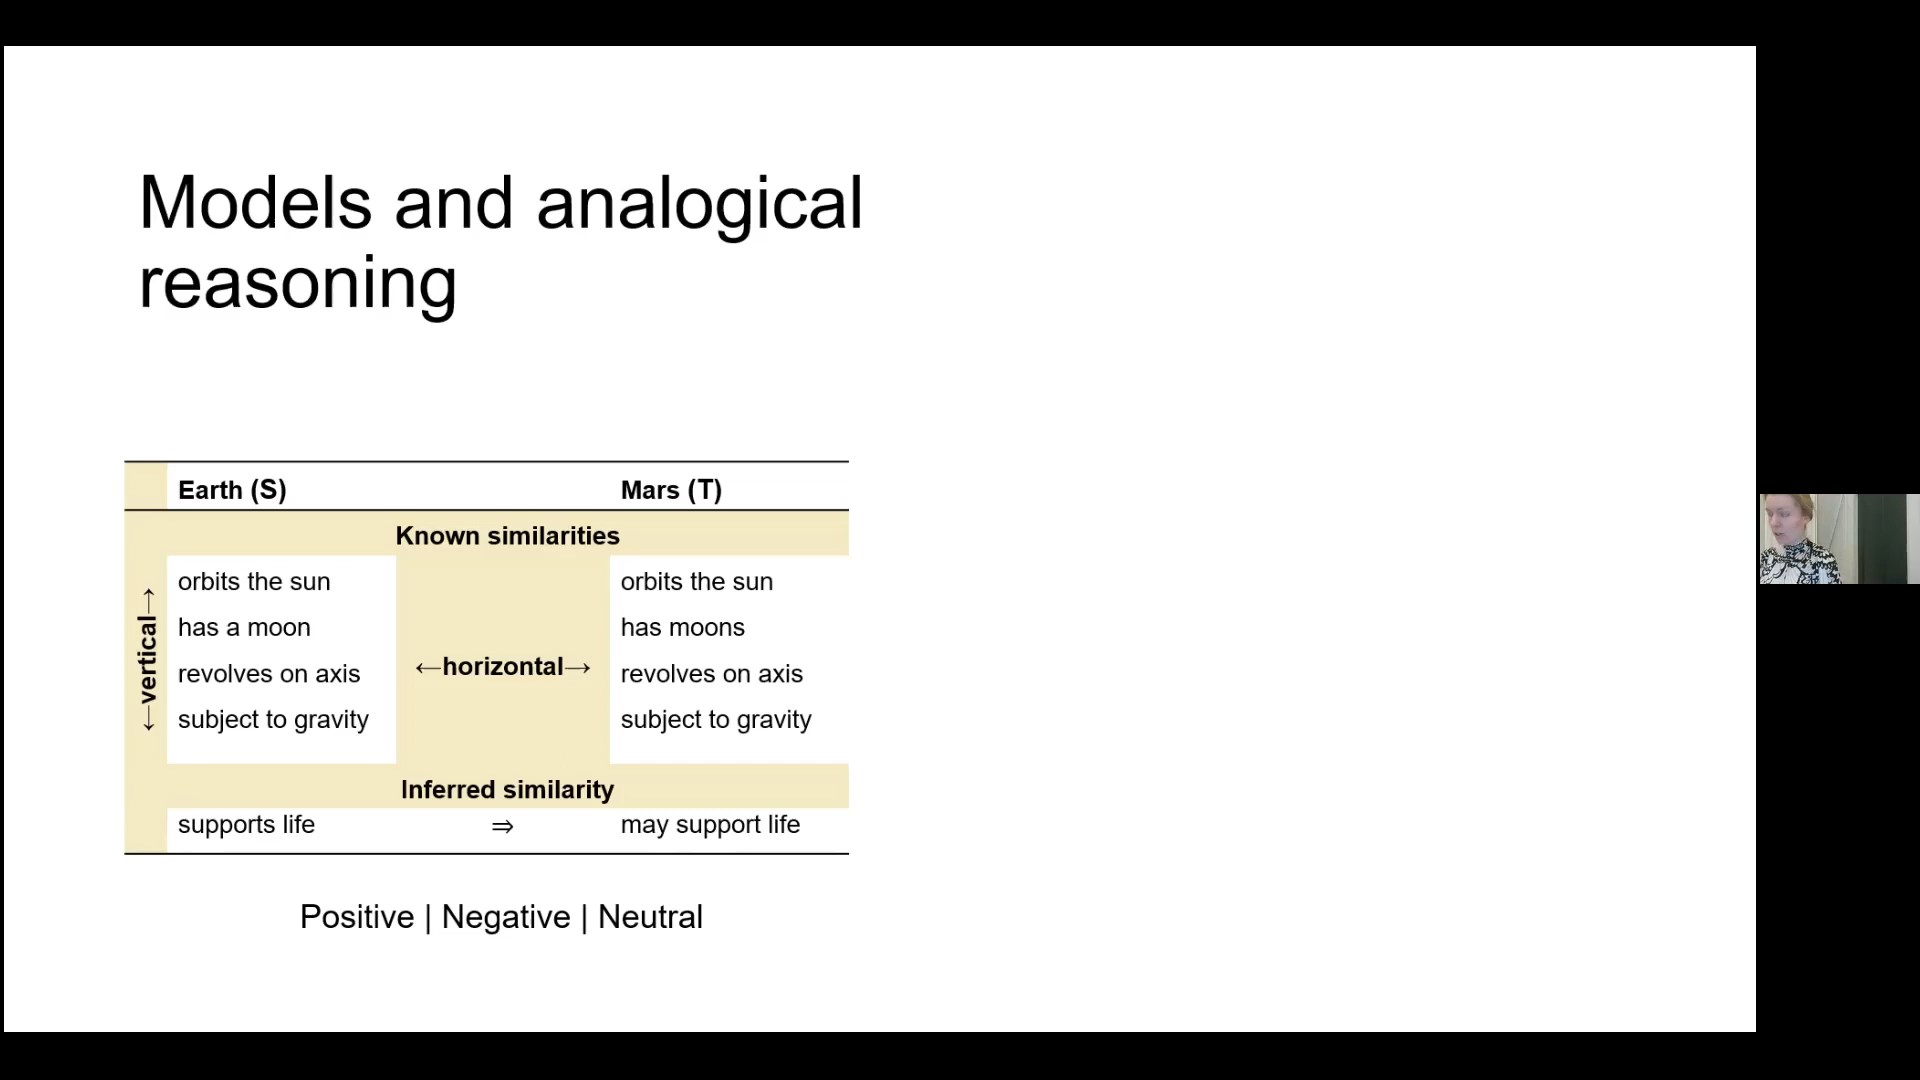 Models and analogical
reasoning
Earth (S) Mars (T)
Known similarities
orbits the sun orbits the sun
has a moon has moons
←vertical→ ←horizontal→
revolves on axis revolves on axis
subject to gravity subject to gravity
Inferred similarity
supports life ⇒ may support life
Positive | Negative | Neutral